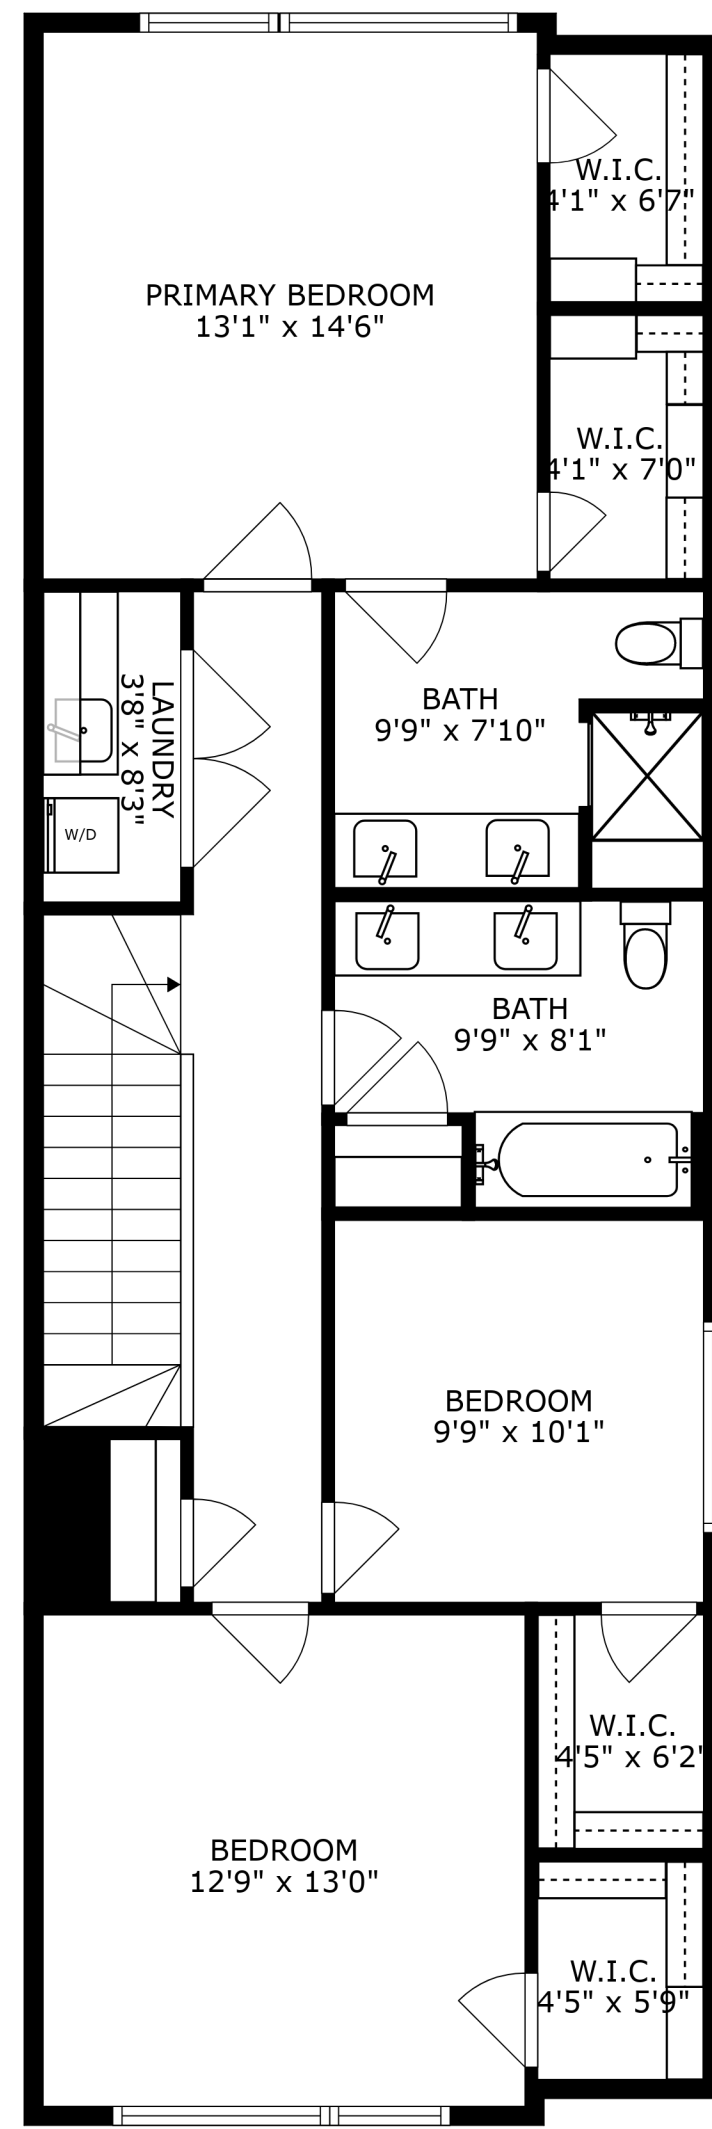 W.I.C.
4'1" x 6'7"
PRIMARY BEDROOM
13'1" x 14'6"
W.I.C.
4'1" x 7'0"
LAUNDRY
3'8" x 8'3"
BATH
9'9" x 7'10"
W/D
BATH
9'9" x 8'1"
BEDROOM
9'9" x 10'1"
W.I.C.
4'5" x 6'2"
BEDROOM
12'9" x 13'0"
W.I.C.
4'5" x 5'9"